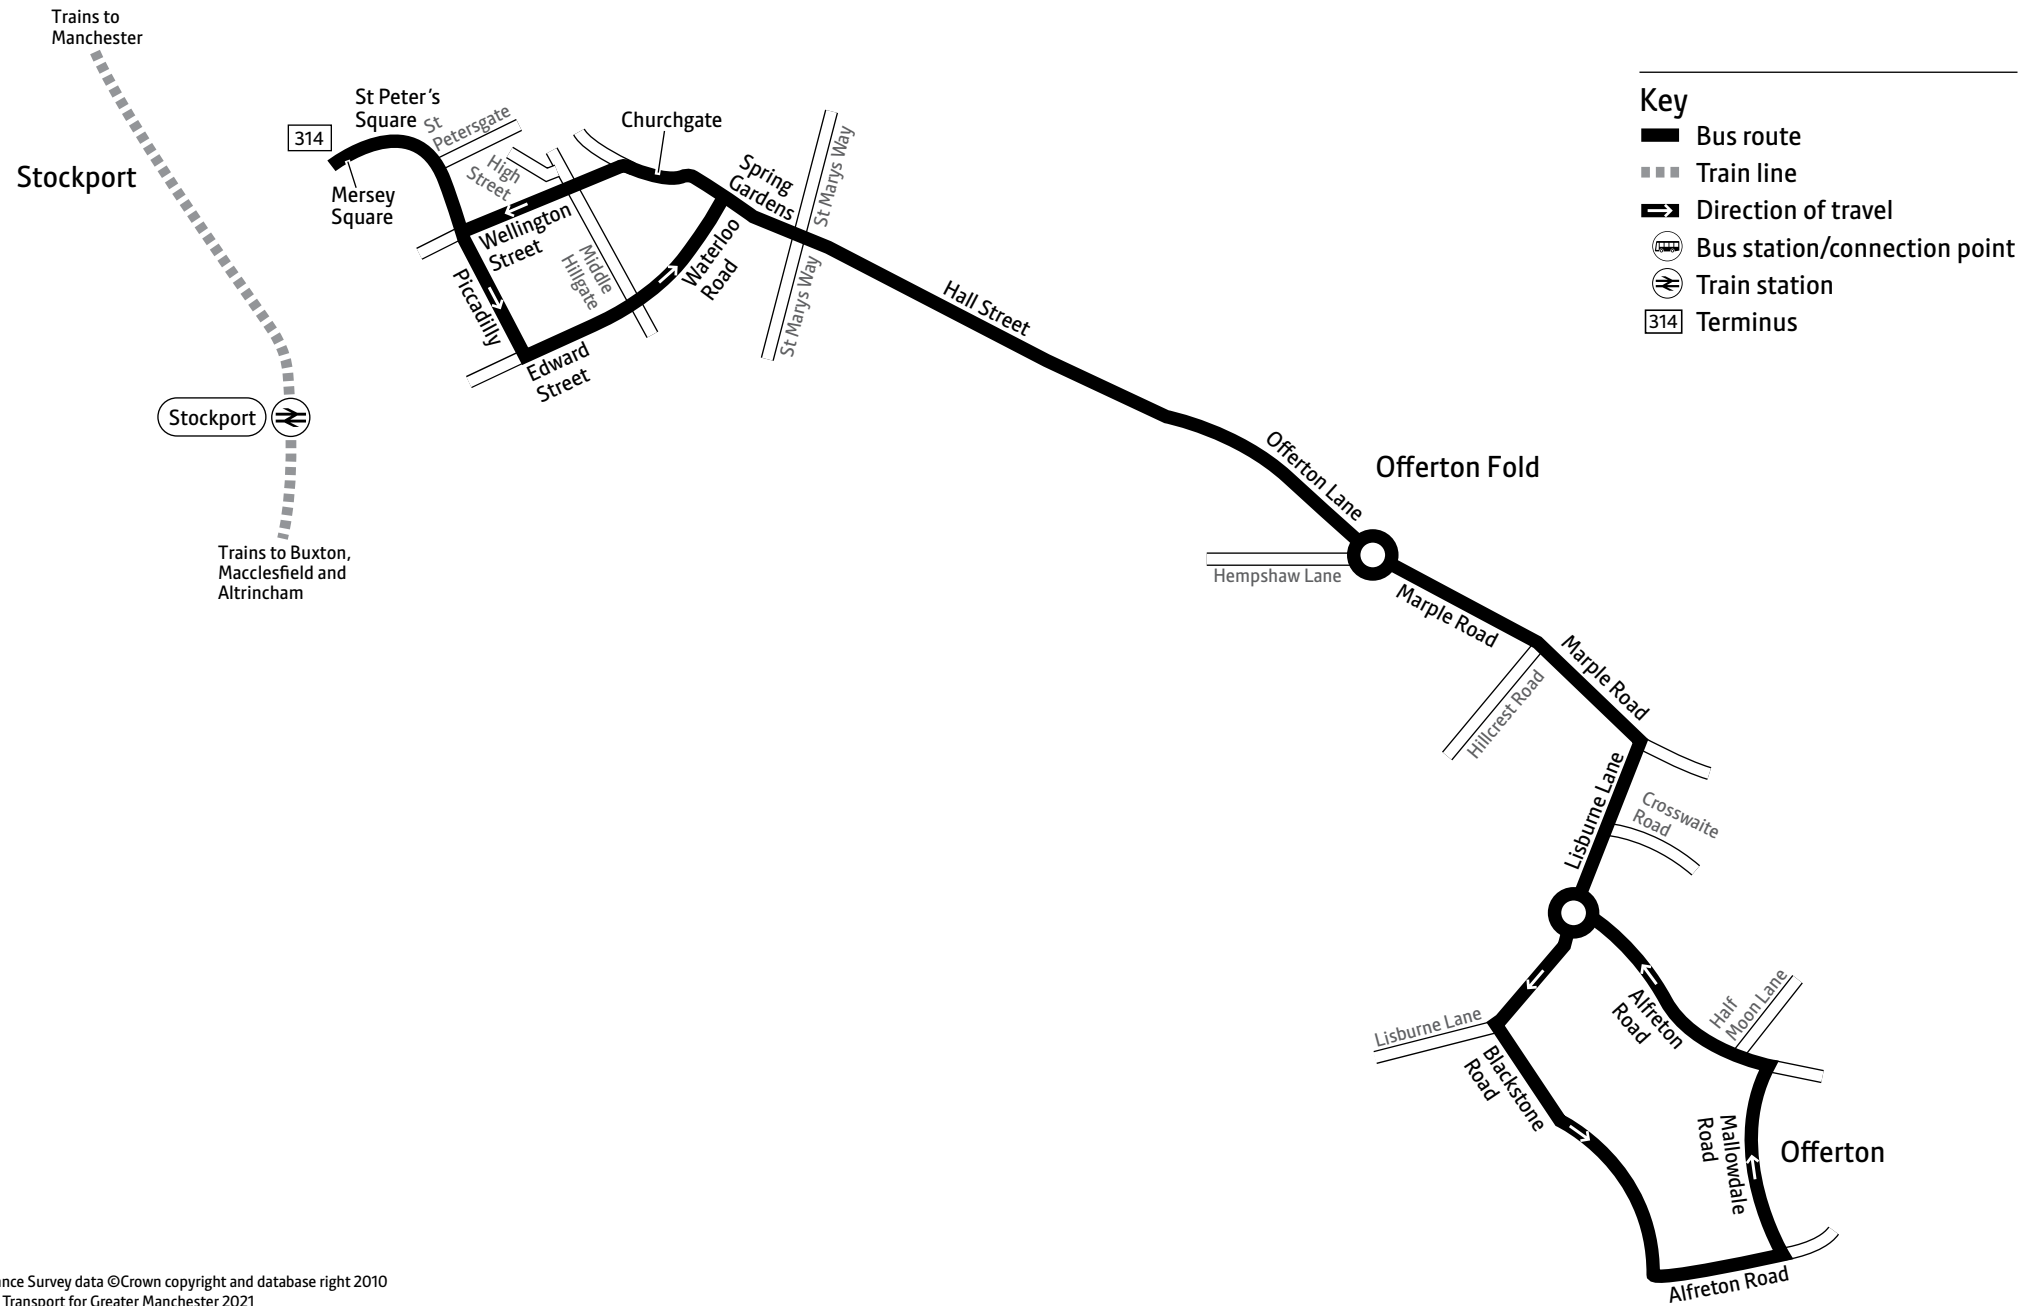 Trains to
Manchester
Stockport
314
St Peter's
Square
Mersey
Square
St
Petersgate
High
Street
Wellington
Street
Piccadilly
Edward
Street
Middle
Hillgate
Waterloo
Road
Churchgate
Spring
Gardens
St Marys Way
St Marys Way
Hall Street
Stockport
Trains to Buxton,
Macclesfield and
Altrincham
Key
Bus route
Train line
Direction of travel
Bus station/connection point
Train station
314 Terminus
Offerton Lane
Offerton Fold
Hempshaw Lane
Marple Road
Marple Road
Hillcrest Road
Lisburne Lane
Crosswaite
Road
Lisburne Lane
Blackstone
Road
Alfreton
Road
Half
Moon Lane
Mallowdale
Road
Offerton
Alfreton Road
Survey data ©Crown copyright and database right 2010
Transport for Greater Manchester 2021